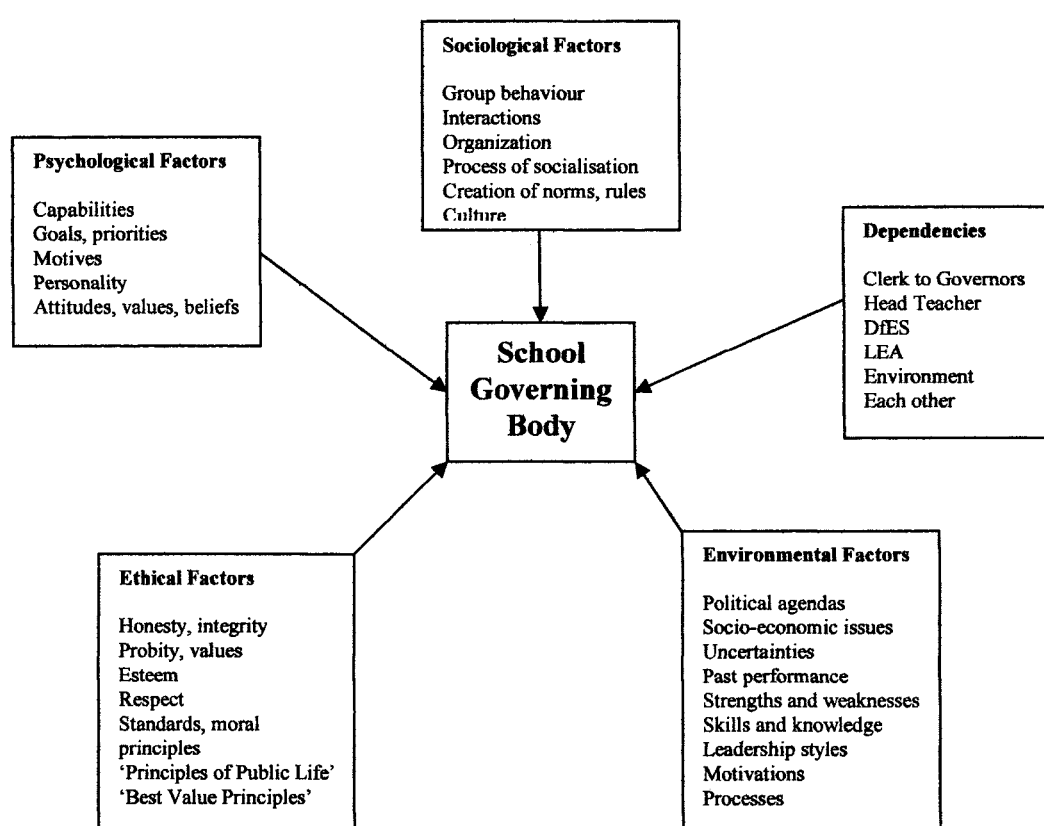 Sociological Factors
Group behaviour
Interactions
Organization
Process of socialisation
Creation of norms, rules
Culture
Psychological Factors
Capabilities
Goals, priorities
Motives
Personality
Attitudes, values, beliefs
Dependencies
Clerk to Governors
Head Teacher
DfES
LEA
Environment
Each other
School
Governing
Body
Ethical Factors
Honesty, integrity
Probity, values
Esteem
Respect
Standards, moral
principles
‘Principles of Public Life’
‘Best Value Principles’
Environmental Factors
Political agendas
Socio-economic issues
Uncertainties
Past performance
Strengths and weaknesses
Skills and knowledge
Leadership styles
Motivations
Processes